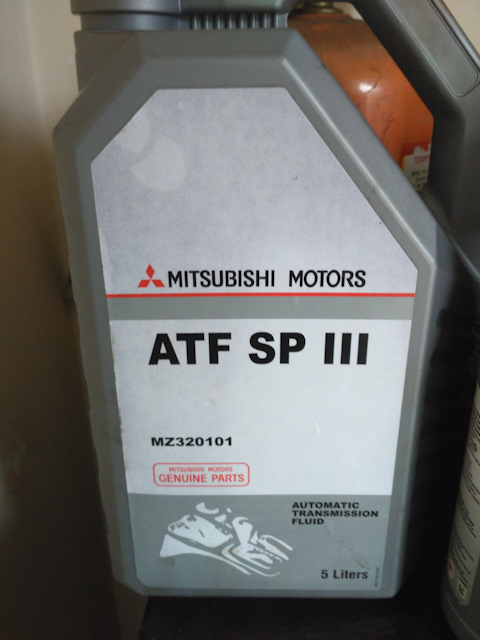 MITSUBISHI MOTORS
ATF SP III
MZ320101
MITSUBISHI MOTORS
GENUINE PARTS
AUTOMATIC
TRANSMISSION
FLUID
5 Liters